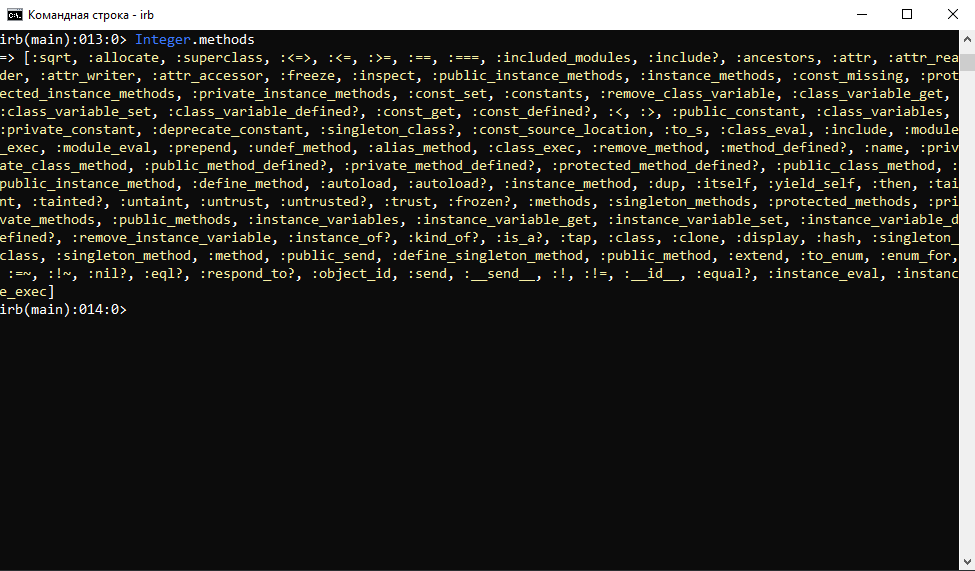 Командная строка - irb
irb(main):013:0> Integer.methods
=> [:sqrt, :allocate, :superclass, :<=>, :<=, :>=, :==, :===, :included_modules, :include?, :ancestors, :attr, :attr_rea
der, :attr_writer, :attr_accessor, :freeze, :inspect, :public_instance_methods, :instance_methods, :const_missing, :prot
ected_instance_methods, :private_instance_methods, :const_set, :constants, :remove_class_variable, :class_variable_get,
:class_variable_set, :class_variable_defined?, :const_get, :const_defined?, :<, :>, :public_constant, :class_variables,
:private_constant, :deprecate_constant, :singleton_class?, :const_source_location, :to_s, :class_eval, :include, :module
_exec, :module_eval, :prepend, :undef_method, :alias_method, :class_exec, :remove_method, :method_defined?, :name, :priv
ate_class_method, :public_method_defined?, :private_method_defined?, :protected_method_defined?, :public_class_method, :
public_instance_method, :define_method, :autoload, :autoload?, :instance_method, :dup, :itself, :yield_self, :then, :tai
nt, :tainted?, :untaint, :untrust, :untrusted?, :trust, :frozen?, :methods, :singleton_methods, :protected_methods, :pri
vate_methods, :public_methods, :instance_variables, :instance_variable_get, :instance_variable_set, :instance_variable_d
efined?, :remove_instance_variable, :instance_of?, :kind_of?, :is_a?, :tap, :class, :clone, :display, :hash, :singleton_
class, :singleton_method, :method, :public_send, :define_singleton_method, :public_method, :extend, :to_enum, :enum_for,
 :=~, :!~, :nil?, :eql?, :respond_to?, :object_id, :send, :__send__, :!, :!=, :__id__, :equal?, :instance_eval, :instanc
e_exec]
irb(main):014:0>